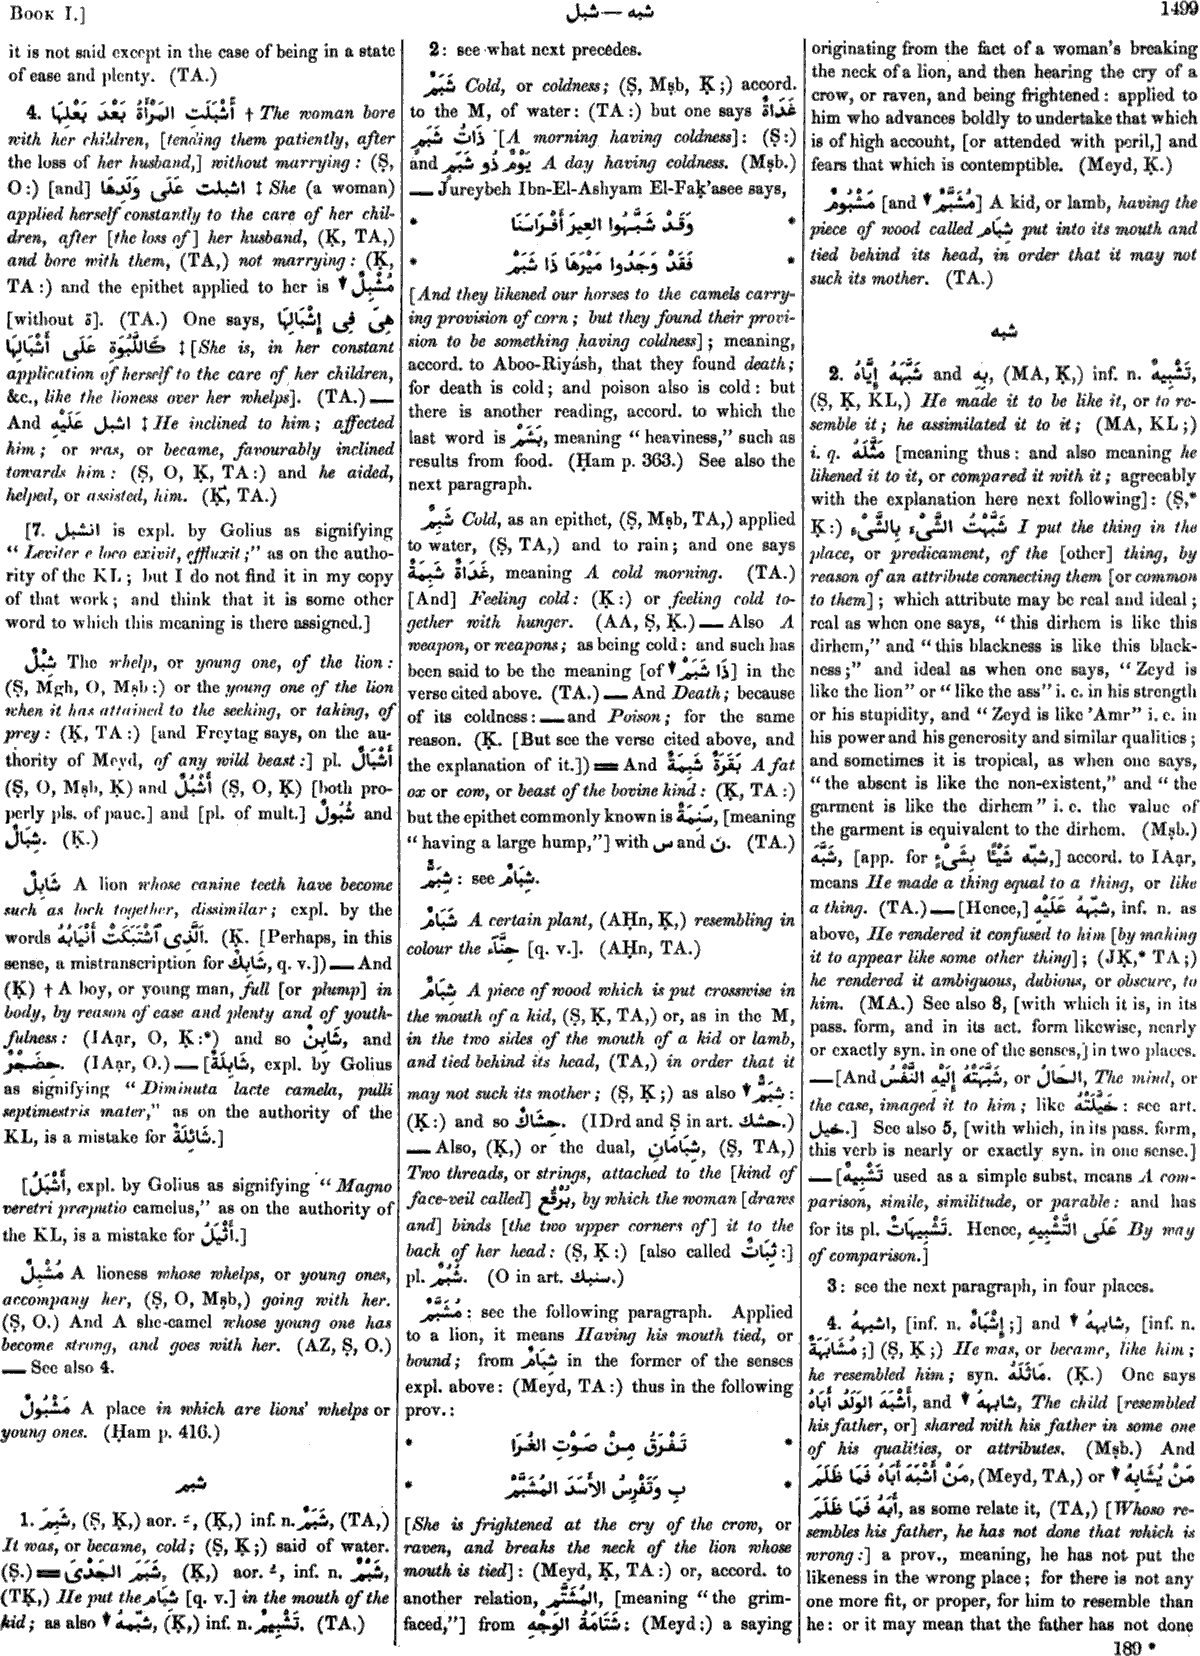 BOOK I.]
شبه — شبل
1499
it is not said except in the case of being in a state
of ease and plenty. (TA.)
4. أَشْبَلَتِ المَرْأَةُ بَعْدَ بَعْلِهَا † The woman bore
with her children, [tending them patiently, after
the loss of her husband,] without marrying : (Ṣ,
O:) [and] اشبلت عَلَى وَلَدِهَا ‡ She (a woman)
applied herself constantly to the care of her chil-
dren, after [the loss of] her husband, (Ḳ, TA,)
and bore with them, (TA,) not marrying : (Ḳ,
TA :) and the epithet applied to her is ▼ مُشْبِلٌ
[without ة]. (TA.) One says, هِىَ فِى إِشْبَالِهَا
كَاللَّبُؤَةِ عَلَى أَشْبَالِهَا ‡ [She is, in her constant
application of herself to the care of her children,
&c., like the lioness over her whelps]. (TA.) —
And اشبل عَلَيْهِ ‡ He inclined to him ; affected
him ; or was, or became, favourably inclined
towards him : (Ṣ, O, Ḳ, TA :) and he aided,
helped, or assisted, him. (Ḳ, TA.)
[7. انشبل is expl. by Golius as signifying
“ Leviter e loco exivit, effluxit ;” as on the autho-
rity of the KL ; but I do not find it in my copy
of that work ; and think that it is some other
word to which this meaning is there assigned.]
شِبْلٌ The whelp, or young one, of the lion :
(Ṣ, Mgh, O, Mṣb :) or the young one of the lion
when it has attained to the seeking, or taking, of
prey : (Ḳ, TA :) [and Freytag says, on the au-
thority of Meyd, of any wild beast :] pl. أَشْبَالٌ
(Ṣ, O, Mṣb, Ḳ) and أَشْبُلٌ (Ṣ, O, Ḳ) [both pro-
perly pls. of pauc.] and [pl. of mult.] شُبُولٌ and
شِبَالٌ. (Ḳ.)
شَابِلٌ A lion whose canine teeth have become
such as lock together, dissimilar ; expl. by the
words الَّذِى ٱشْتَبَكَتْ أَنْيَابُهُ. (Ḳ. [Perhaps, in this
sense, a mistranscription for شَابِكٌ, q. v.]) — And
(Ḳ) † A boy, or young man, full [or plump] in
body, by reason of ease and plenty and of youth-
fulness : (IAạr, O, Ḳ :*) and so شَابِنٌ, and
حِضْجِرٌ. (IAạr, O.) — [شَابِلَةٌ, expl. by Golius
as signifying “ Diminuta lacte camela, pulli
septimestris mater,” as on the authority of the
KL, is a mistake for شَائِلَةٌ.]
[أَشْبَلُ, expl. by Golius as signifying “ Magno
veretri præputio camelus,” as on the authority of
the KL, is a mistake for أَثْيَلُ.]
مُشْبِلٌ A lioness whose whelps, or young ones,
accompany her, (Ṣ, O, Mṣb,) going with her.
(Ṣ, O.) And A she-camel whose young one has
become strong, and goes with her. (AZ, Ṣ, O.)
— See also 4.
مَشْبُولٌ A place in which are lions’ whelps or
young ones. (Ḥam p. 416.)
شبم
1. شَبِمَ, (Ṣ, Ḳ,) aor. ـَ, (Ḳ,) inf. n. شَبَمٌ, (TA,)
It was, or became, cold ; (Ṣ, Ḳ ;) said of water.
(Ṣ.) = شَبَمَ الجَدْىَ, (Ḳ,) aor. ـُ, inf. n. شَبْمٌ,
(TḲ,) He put the شِبَام [q. v.] in the mouth of the
kid ; as also ▼ شبّمهُ, (Ḳ,) inf. n. تَشْبِيمٌ. (TA.)
2 : see what next precedes.
شَبَمٌ Cold, or coldness ; (Ṣ, Mṣb, Ḳ ;) accord.
to the M, of water : (TA :) but one says غَدَاةٌ
ذَاتُ شَبَمٍ [A morning having coldness] : (Ṣ :)
and يَوْمٌ ذُو شَبَمٍ A day having coldness. (Mṣb.)
— Jureybeh Ibn-El-Ashyam El-Faḳ’asee says,
* وَقَدْ شَبَّهُوا العِيرَ أَفْرَاسَنَا *
* فَقَدْ وَجَدُوا مَيْرَهَا ذَا شَبَمْ *
[And they likened our horses to the camels carry-
ing provision of corn ; but they found their provi-
sion to be something having coldness] ; meaning,
accord. to Aboo-Riyásh, that they found death ;
for death is cold ; and poison also is cold : but
there is another reading, accord. to which the
last word is بَشَمْ, meaning “ heaviness,” such as
results from food. (Ḥam p. 363.) See also the
next paragraph.
شَبِمٌ Cold, as an epithet, (Ṣ, Mṣb, TA,) applied
to water, (Ṣ, TA,) and to rain ; and one says
غَدَاةٌ شَبِمَةٌ, meaning A cold morning. (TA.)
[And] Feeling cold : (Ḳ :) or feeling cold to-
gether with hunger. (AA, Ṣ, Ḳ.) — Also A
weapon, or weapons ; as being cold : and such has
been said to be the meaning [of ▼ ذَا شَبَمْ] in the
verse cited above. (TA.) — And Death ; because
of its coldness : — and Poison ; for the same
reason. (Ḳ. [But see the verse cited above, and
the explanation of it.]) = And بَقَرَةٌ شَبِمَةٌ A fat
ox or cow, or beast of the bovine kind : (Ḳ, TA :)
but the epithet commonly known is سَنِمَةٌ, [meaning
“ having a large hump,”] with س and ن. (TA.)
شِبَمٌّ : see شِبَامٌ.
شَبَامٌ A certain plant, (AḤn, Ḳ,) resembling in
colour the حِنَّآء [q. v.]. (AḤn, TA.)
شِبَامٌ A piece of wood which is put crosswise in
the mouth of a kid, (Ṣ, Ḳ, TA,) or, as in the M,
in the two sides of the mouth of a kid or lamb,
and tied behind its head, (TA,) in order that it
may not such its mother ; (Ṣ, Ḳ ;) as also ▼ شِبَمٌّ :
(Ḳ :) and so حِشَاكٌ. (IDrd and Ṣ in art. حشك.)
— Also, (Ḳ,) or the dual, شِبَامَانِ, (Ṣ, TA,)
Two threads, or strings, attached to the [kind of
face-veil called] بُرْقُع, by which the woman [draws
and] binds [the two upper corners of] it to the
back of her head : (Ṣ, Ḳ :) [also called ثِبَاتٌ :]
pl. شُبُمٌ. (O in art. سنبك.)
مُشَبَّمٌ : see the following paragraph. Applied
to a lion, it means Having his mouth tied, or
bound ; from شِبَامٌ in the former of the senses
expl. above : (Meyd, TA :) thus in the following
prov. :
* تَفْرَقُ مِنْ صَوْتِ الغُرَا *
* بِ وَتَفْرِسُ الأَسَدَ المُشَبَّمْ *
[She is frightened at the cry of the crow, or
raven, and breaks the neck of the lion whose
mouth is tied] : (Meyd, Ḳ, TA :) or, accord. to
another relation, المُشَتَّمِ, [meaning “ the grim-
faced,”] from شَتَامَةُ الوَجْهِ : (Meyd :) a saying
originating from the fact of a woman’s breaking
the neck of a lion, and then hearing the cry of a
crow, or raven, and being frightened : applied to
him who advances boldly to undertake that which
is of high account, [or attended with peril,] and
fears that which is contemptible. (Meyd, Ḳ.)
مَشْبُومٌ [and ▼ مُشَبَّمٌ] A kid, or lamb, having the
piece of wood called شِبَام put into its mouth and
tied behind its head, in order that it may not
such its mother. (TA.)
شبه
2. شَبَّهَهُ إِيَّاهُ and بِهِ, (MA, Ḳ,) inf. n. تَشْبِيهٌ,
(Ṣ, Ḳ, KL,) He made it to be like it, or to re-
semble it ; he assimilated it to it ; (MA, KL ;)
i. q. مَثَّلَهُ [meaning thus : and also meaning he
likened it to it, or compared it with it ; agreeably
with the explanation here next following] : (Ṣ,*
Ḳ :) شَبَّهْتُ الشَّىْءَ بِالشَّىْءِ I put the thing in the
place, or predicament, of the [other] thing, by
reason of an attribute connecting them [or common
to them] ; which attribute may be real and ideal ;
real as when one says, “ this dirhem is like this
dirhem,” and “ this blackness is like this black-
ness ;” and ideal as when one says, “ Zeyd is
like the lion” or “ like the ass” i. e. in his strength
or his stupidity, and “ Zeyd is like ’Amr” i. e. in
his power and his generosity and similar qualities ;
and sometimes it is tropical, as when one says,
“ the absent is like the non-existent,” and “ the
garment is like the dirhem” i. e. the value of
the garment is equivalent to the dirhem. (Mṣb.)
شَبَّهَ, [app. for شبّه شَيْئًا بِشَىْءٍ,] accord. to IAạr,
means He made a thing equal to a thing, or like
a thing. (TA.) — [Hence,] شبّههُ عَلَيْهِ, inf. n. as
above, He rendered it confused to him [by making
it to appear like some other thing] ; (JK,* TA ;)
he rendered it ambiguous, dubious, or obscure, to
him. (MA.) See also 8, [with which it is, in its
pass. form, and in its act. form likewise, nearly
or exactly syn. in one of the senses,] in two places.
— [And شَبَّهَتْهُ إِلَيْهِ النَّفْسُ, or الحَالُ, The mind, or
the case, imaged it to him ; like خَيَّلَتْهُ : see art.
خيل.] See also 5, [with which, in its pass. form,
this verb is nearly or exactly syn. in one sense.]
— [تَشْبِيهٌ used as a simple subst. means A com-
parison, simile, similitude, or parable : and has
for its pl. تَشْبِيهَاتٌ. Hence, عَلَى التَّشْبِيهِ By way
of comparison.]
3 : see the next paragraph, in four places.
4. اشبههُ, [inf. n. إِشْبَاهٌ ;] and ▼ شابههُ, [inf. n.
مُشَابَهَةٌ ;] (Ṣ, Ḳ ;) He was, or became, like him ;
he resembled him ; syn. مَاثَلَهُ. (Ḳ.) One says
أَشْبَهَ الوَلَدُ أَبَاهُ, and ▼ شابههُ, The child [resembled
his father, or] shared with his father in some one
of his qualities, or attributes. (Mṣb.) And
مَنْ أَشْبَهَ أَبَاهُ فَمَا ظَلَمَ, (Meyd, TA,) or ▼ مَنْ يُشَابِهُ
أَبَهُ فَمَا ظَلَمَ, as some relate it, (TA,) [Whoso re-
sembles his father, he has not done that which is
wrong :] a prov., meaning, he has not put the
likeness in the wrong place ; for there is not any
one more fit, or proper, for him to resemble than
he : or it may mean that the father has not done
189 *